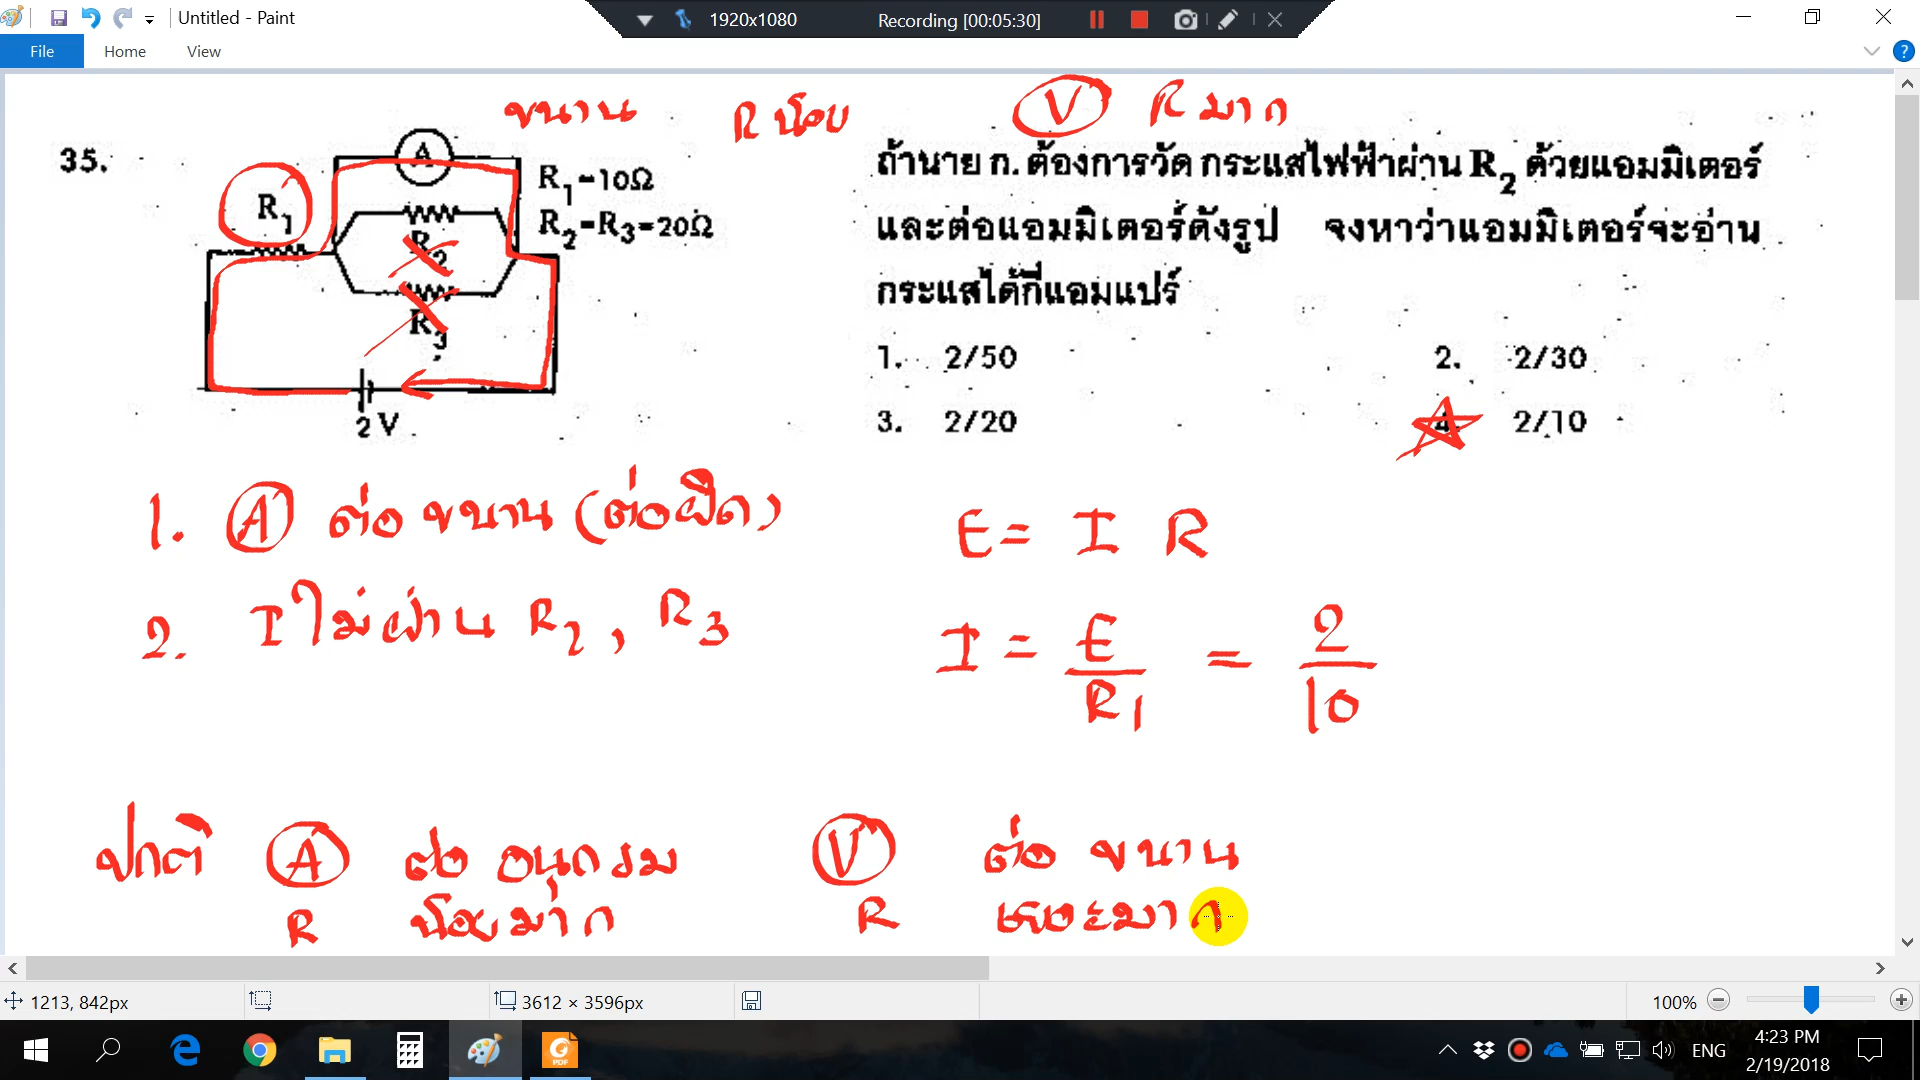 Untitled - Paint
1920x1080
Recording [00:05:30]
File
Home
View
ขนาน
R น้อย
V R มาก
35.
A
R1
R2
R3
2 V
R1=10Ω
R2=R3=20Ω
ถ้านาย ก. ต้องการวัด กระแสไฟฟ้าผ่าน R2 ด้วยแอมมิเตอร์
และต่อแอมมิเตอร์ดังรูป จงหาว่าแอมมิเตอร์จะอ่าน
กระแสได้กี่แอมแปร์
1. 2/50
2. 2/30
3. 2/20
4. 2/10
1. A ต่อ ขนาน (ต่อผิด)
2. I ไม่ผ่าน R2 , R3
E = I R
I = E/R1 = 2/10
ปกติ A ต่อ อนุกรม
R น้อยมาก
V ต่อ ขนาน
R เยอะมาก
1213, 842px
3612 × 3596px
100%
PDF
ENG
4:23 PM
2/19/2018